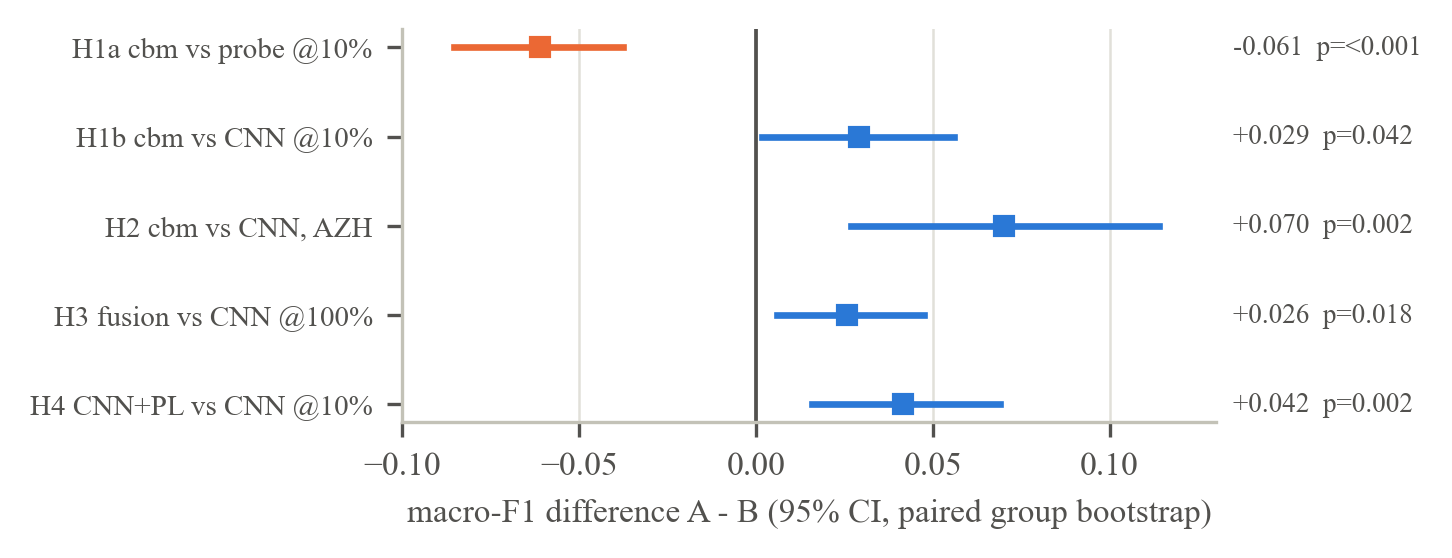 H1a cbm vs probe @10% -0.061 p=<0.001
H1b cbm vs CNN @10% +0.029 p=0.042
H2 cbm vs CNN, AZH +0.070 p=0.002
H3 fusion vs CNN @100% +0.026 p=0.018
H4 CNN+PL vs CNN @10% +0.042 p=0.002
−0.10 −0.05 0.00 0.05 0.10
macro-F1 difference A - B (95% CI, paired group bootstrap)